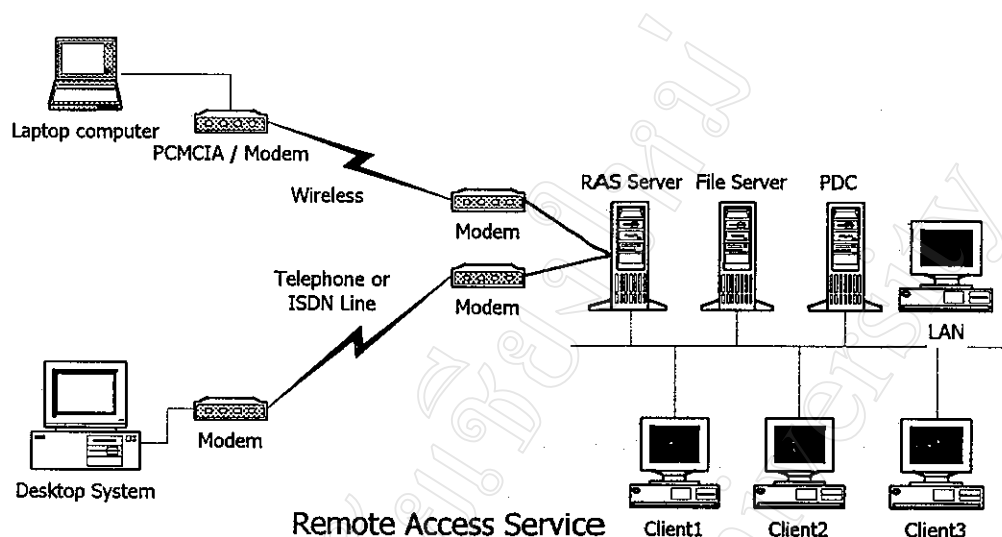 Laptop computer
PCMCIA / Modem
Wireless
Modem
RAS Server
File Server
PDC
LAN
Telephone or
ISDN Line
Modem
Modem
Desktop System
Client1
Client2
Client3
Remote Access Service